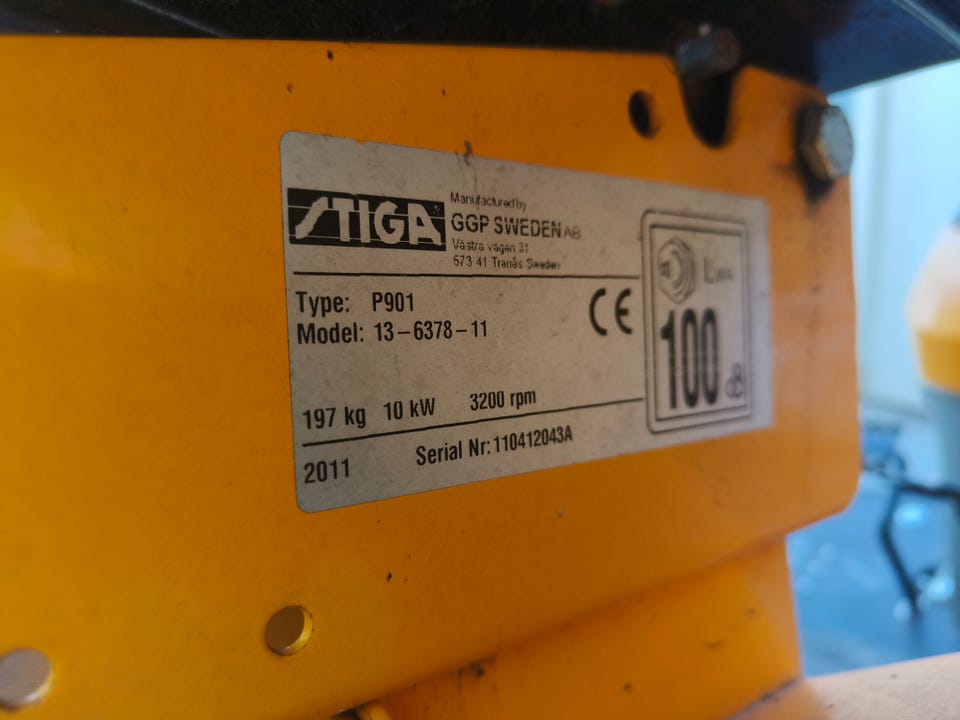 STIGA
Manufactured by
GGP SWEDEN AB
Västra vägen 31
573 41 Tranås Sweden
Type: P901
Model: 13-6378-11
CE
LWA
100 dB
197 kg 10 kW 3200 rpm
2011 Serial Nr: 110412043A